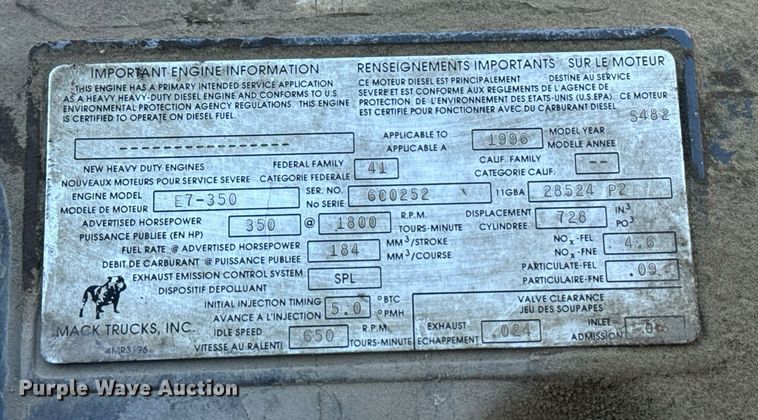 IMPORTANT ENGINE INFORMATION
THIS ENGINE HAS A PRIMARY INTENDED SERVICE APPLICATION
AS A HEAVY HEAVY-DUTY DIESEL ENGINE AND CONFORMS TO U.S.
ENVIRONMENTAL PROTECTION AGENCY REGULATIONS. THIS ENGINE
IS CERTIFIED TO OPERATE ON DIESEL FUEL.
RENSEIGNEMENTS IMPORTANTS SUR LE MOTEUR
CE MOTEUR DIESEL EST PRINCIPALEMENT DESTINE AU SERVICE
SEVERE ET EST CONFORME AUX REGLEMENTS DE L'AGENCE DE
PROTECTION DE L'ENVIRONNEMENT DES ETATS-UNIS (U.S.EPA). CE MOTEUR
EST CERTIFIE POUR FONCTIONNER AVEC DU CARBURANT DIESEL.
S482
----------------- APPLICABLE TO 1996 MODEL YEAR
APPLICABLE A MODELE ANNEE
NEW HEAVY DUTY ENGINES FEDERAL FAMILY 41 CALIF. FAMILY --
NOUVEAUX MOTEURS POUR SERVICE SEVERE CATEGORIE FEDERALE CATEGORIE CALIF.
ENGINE MODEL E7-350 SER. NO. 6C0252 11GBA 28524 P2
MODELE DE MOTEUR No SERIE
ADVERTISED HORSEPOWER 350 @ 1800 R.P.M. DISPLACEMENT 728 IN³
PUISSANCE PUBLIEE (EN HP) TOURS-MINUTE CYLINDREE PO³
FUEL RATE @ ADVERTISED HORSEPOWER 184 MM³/STROKE NOx-FEL 4.6
DEBIT DE CARBURANT @ PUISSANCE PUBLIEE MM³/COURSE NOx-FNE
EXHAUST EMISSION CONTROL SYSTEM SPL PARTICULATE-FEL .09
DISPOSITIF DEPOLLUANT PARTICULAIRE-FNE
INITIAL INJECTION TIMING 5.0 °BTC VALVE CLEARANCE
AVANCE A L'INJECTION °PMH JEU DES SOUPAPES
MACK TRUCKS, INC. IDLE SPEED 650 R.P.M. EXHAUST .024 INLET
4MR3196 VITESSE AU RALENTI TOURS-MINUTE ECHAPPEMENT ADMISSION
Purple Wave Auction